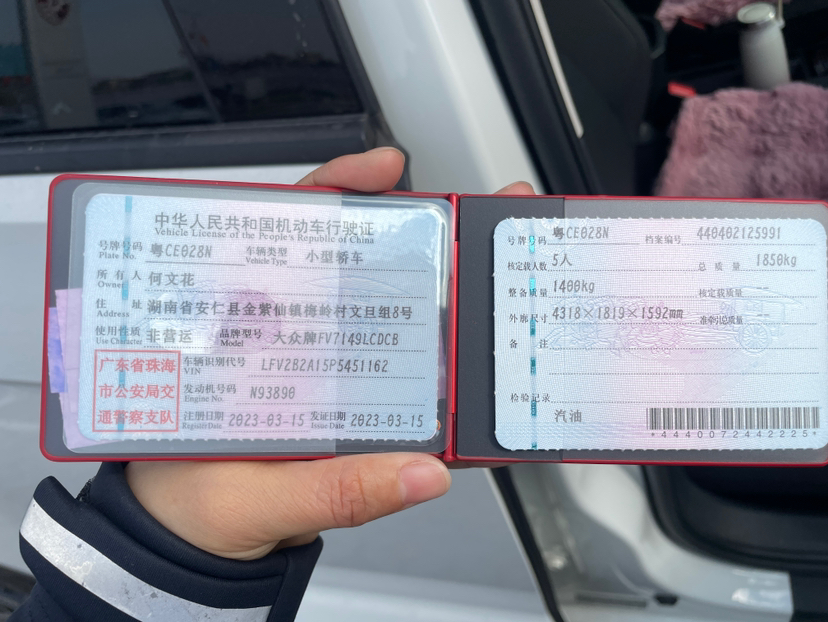 中华人民共和国机动车行驶证
Vehicle License of the People's Republic of China
号牌号码 粤CE028N 车辆类型 小型轿车
Plate No. Vehicle Type
所有人 何文花
Owner
住址 湖南省安仁县金紫仙镇梅岭村文旦组8号
Address
使用性质 非营运 品牌型号 大众牌FV7149LCDCB
Use Character Model
广东省珠海
市公安局交
通警察支队
车辆识别代号 LFV2B2A15P5451162
VIN
发动机号码 N93890
Engine No.
注册日期 2023-03-15 发证日期 2023-03-15
Register Date Issue Date
号牌号码 粤CE028N 档案编号 440402125991
核定载人数 5人 总质量 1850kg
整备质量 1400kg 核定载质量 --
外廓尺寸 4318×1819×1592mm 准牵引总质量 --
备注
检验记录
汽油
*4440072442225*